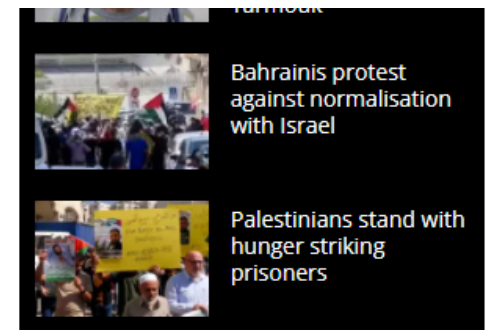 Bahrainis protest
against normalisation
with Israel
Palestinians stand with
hunger striking
prisoners